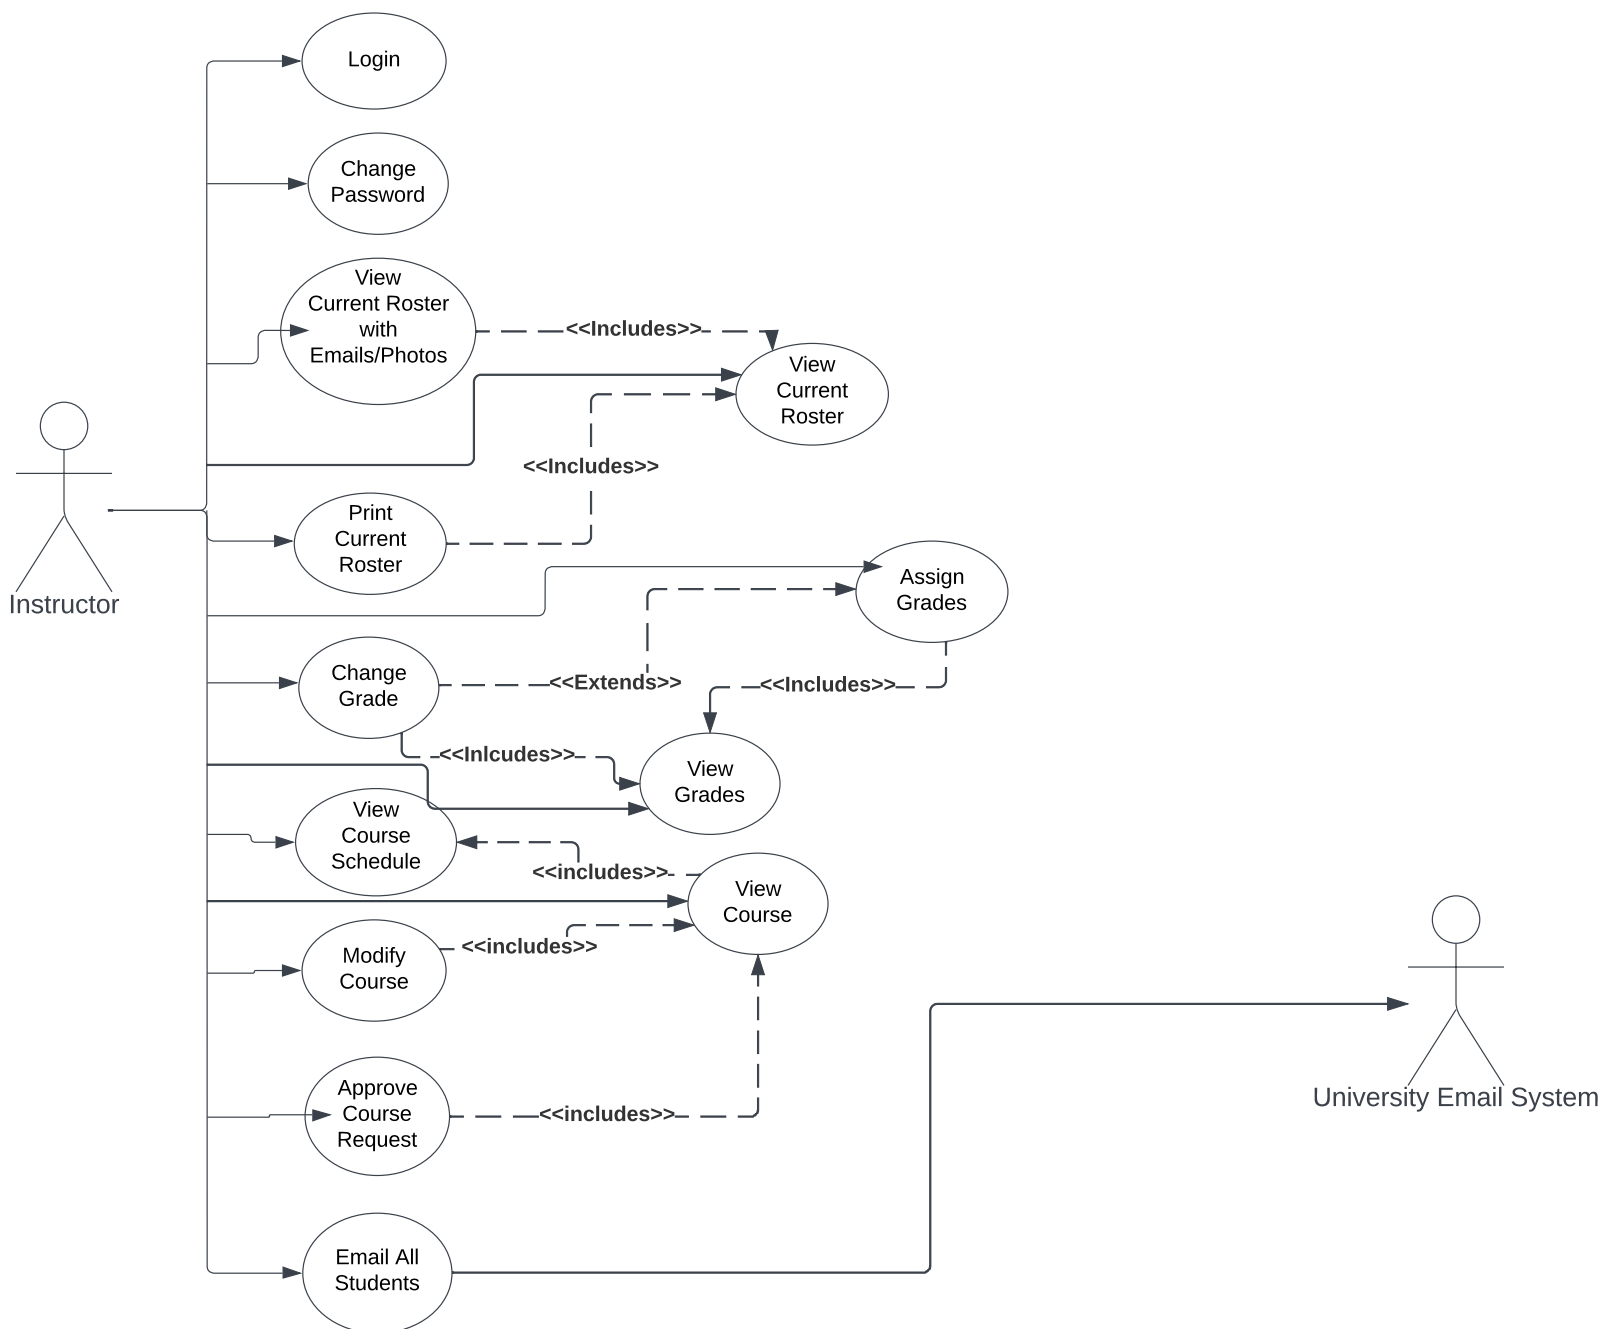 Login
Change
Password
View
Current Roster
with
Emails/Photos
<<Includes>>
View
Current
Roster
<<Includes>>
Print
Current
Roster
Instructor
Assign
Grades
Change
Grade
<<Extends>>
<<Includes>>
<<Inlcudes>>
View
Grades
View
Course
Schedule
<<includes>>
View
Course
<<includes>>
Modify
Course
Approve
Course
Request
<<includes>>
University Email System
Email All
Students